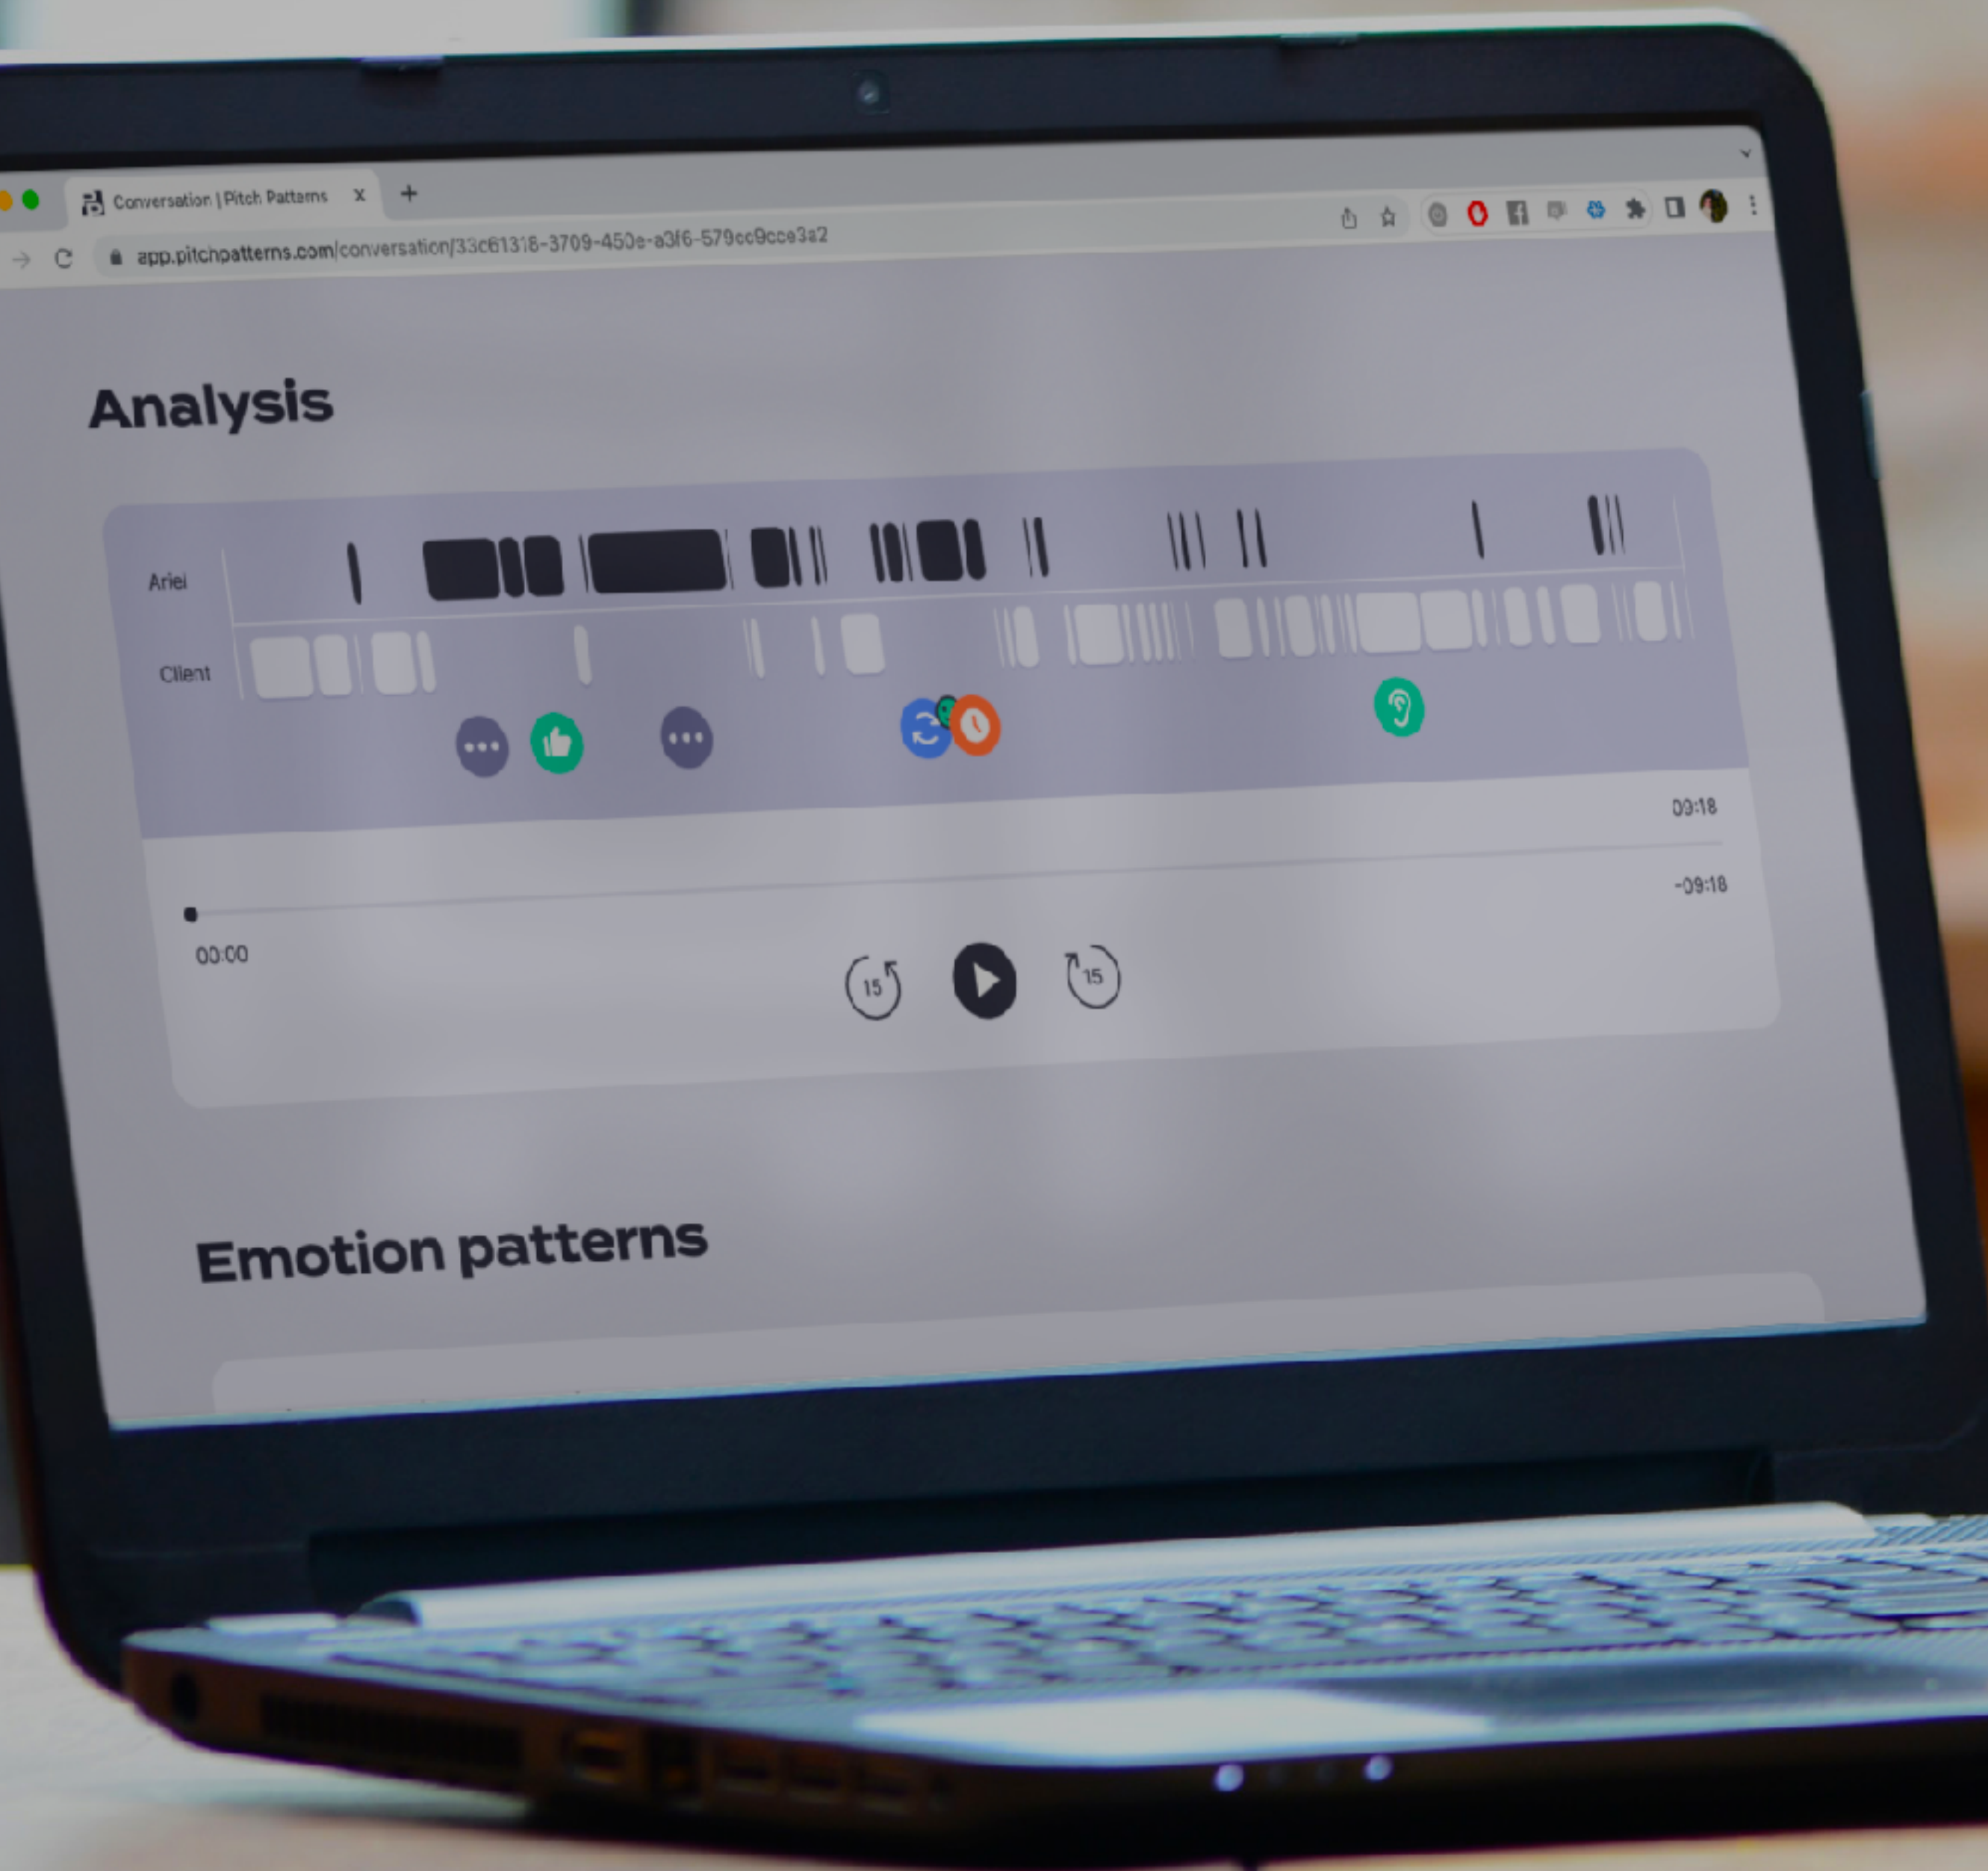 Conversation | Pitch Patterns
app.pitchpatterns.com/conversation/33c61318-3709-450e-a3f6-579cc9cce3a2
Analysis
Ariel
Client
09:18
-09:18
00:00
15
15
Emotion patterns